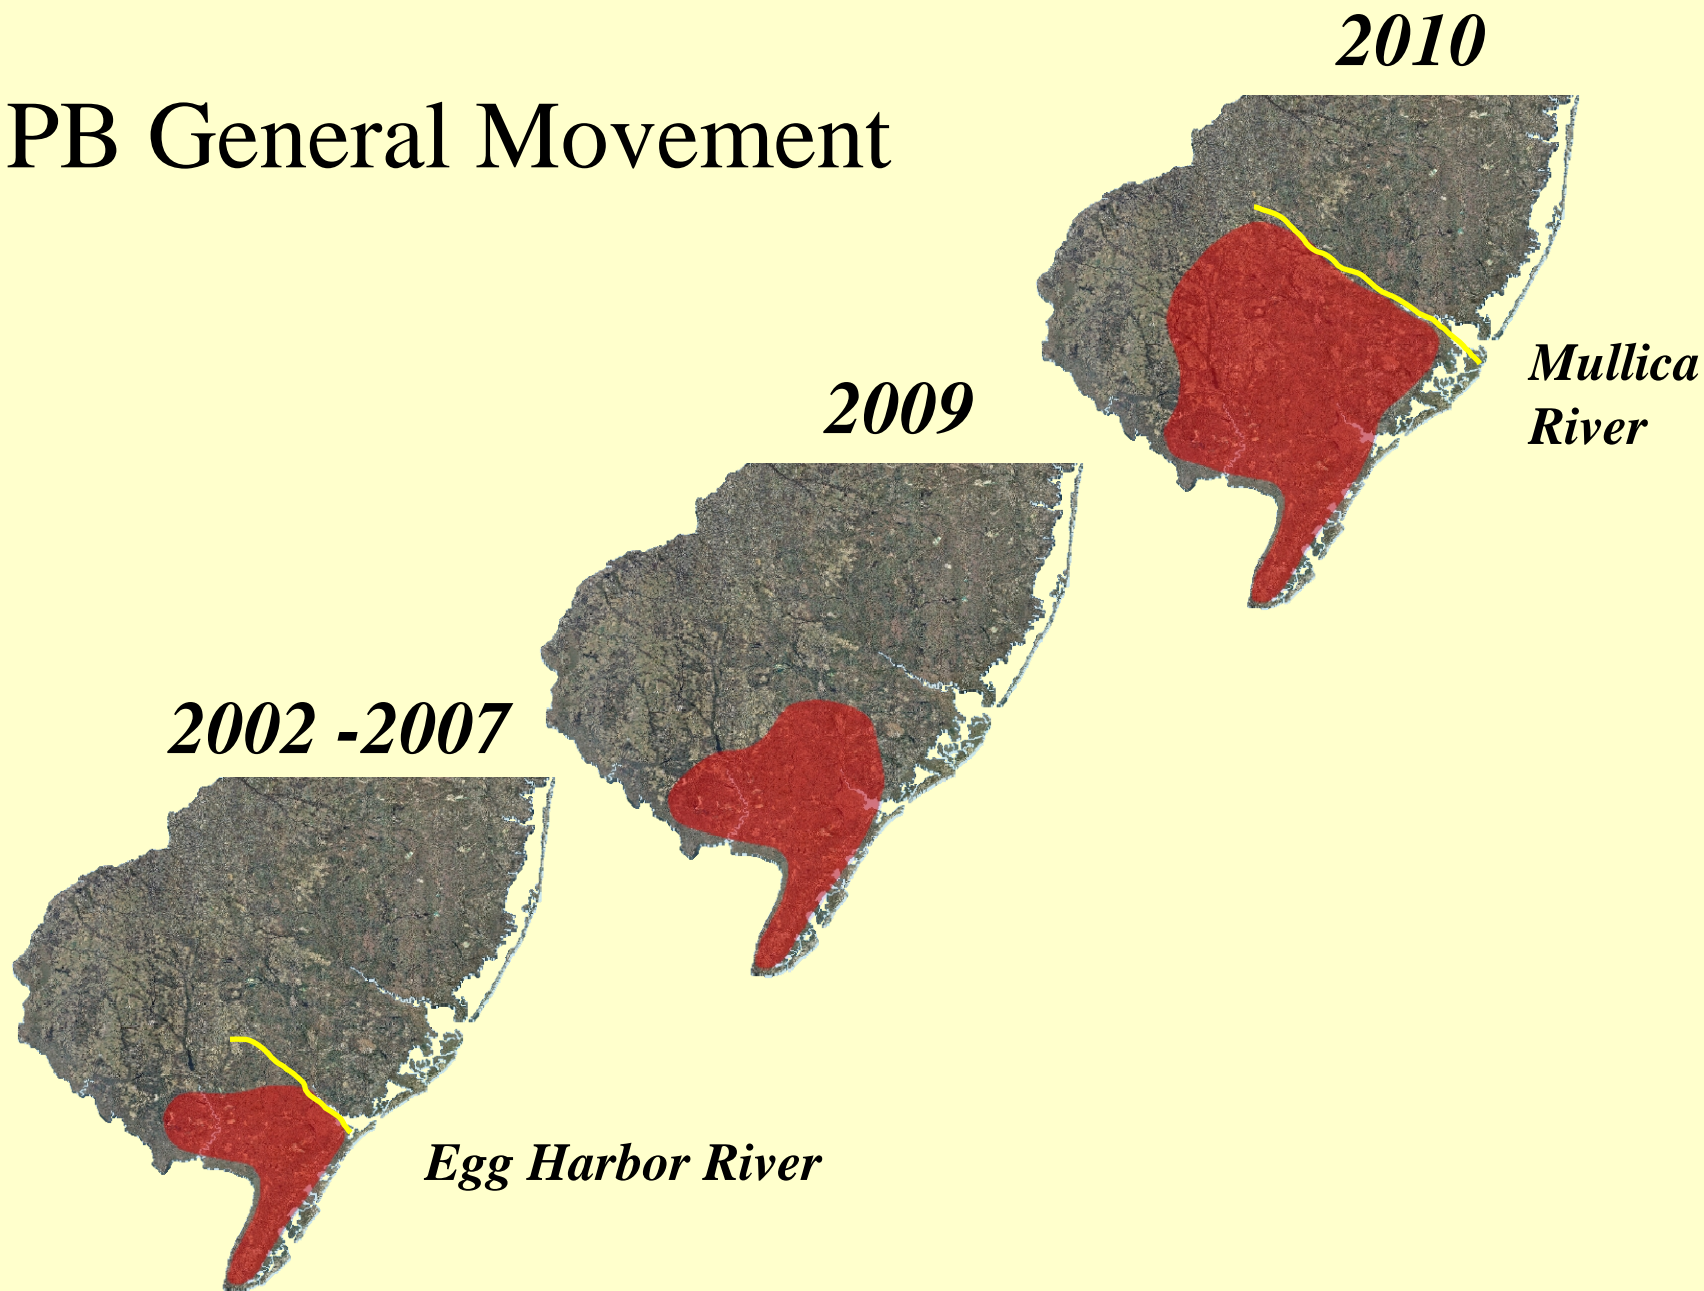 2010
PB General Movement
Mullica
River
2009
2002 -2007
Egg Harbor River